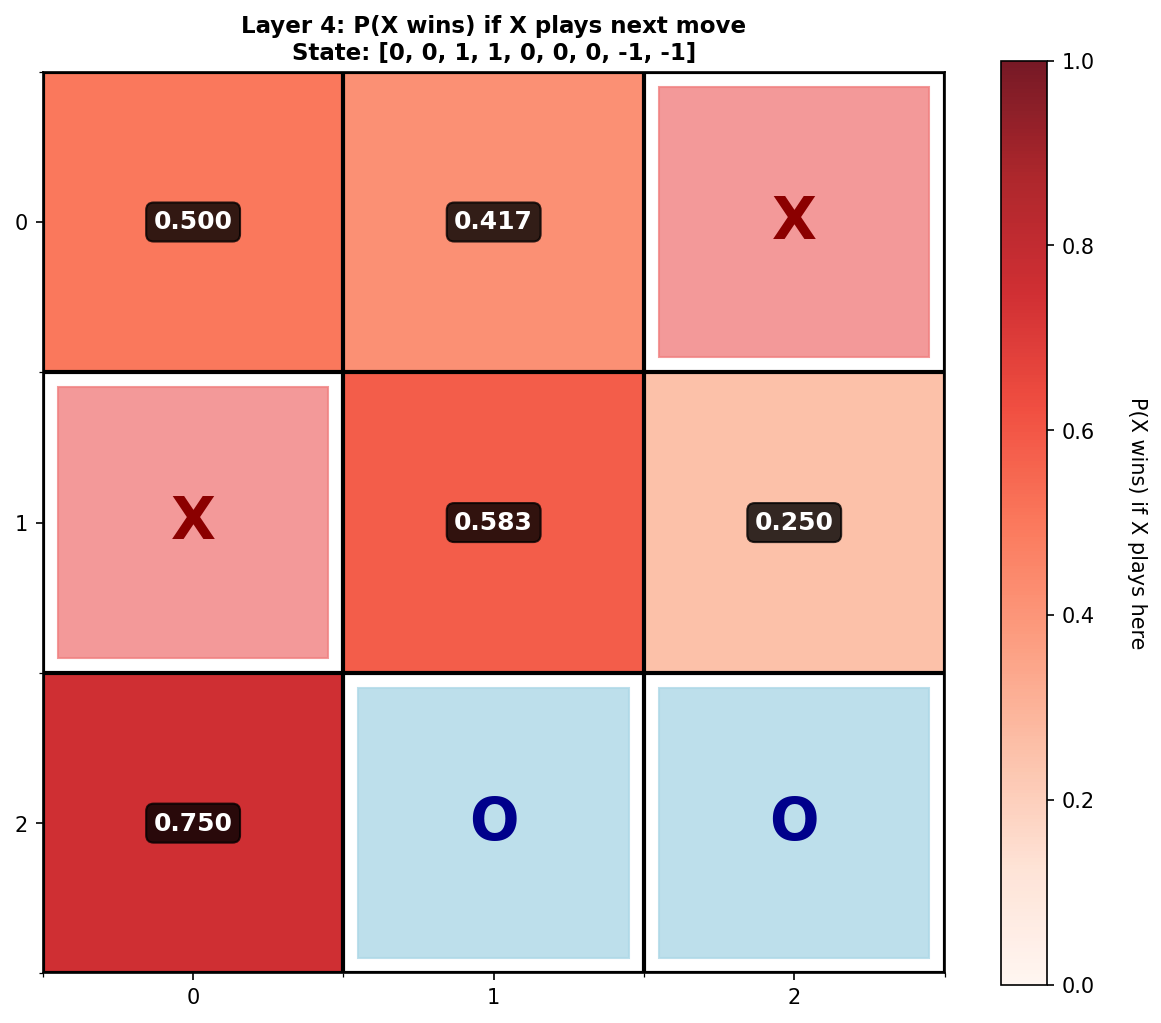 Layer 4: P(X wins) if X plays next move
State: [0, 0, 1, 1, 0, 0, 0, -1, -1]
0
0.500
0.417
X
1
X
0.583
0.250
2
0.750
O
O
0
1
2
1.0
0.8
0.6
0.4
0.2
0.0
P(X wins) if X plays here